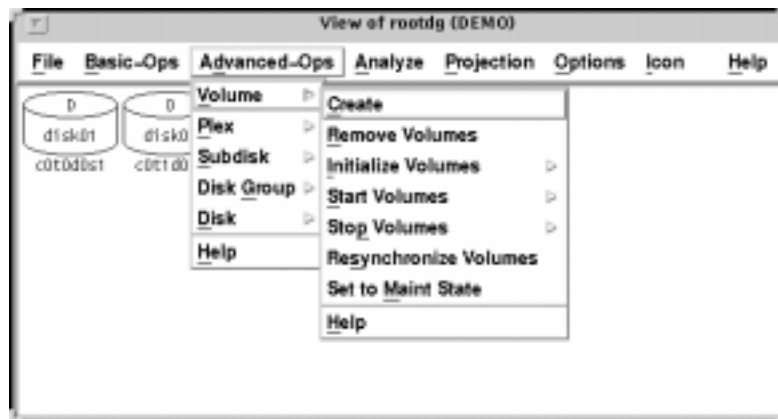 View of rootdg (DEMO)
File Basic-Ops Advanced-Ops Analyze Projection Options Icon Help
D D
disk01 disk0
c0t0d0s1 c0t1d0
Volume
Plex
Subdisk
Disk Group
Disk
Help
Create
Remove Volumes
Initialize Volumes
Start Volumes
Stop Volumes
Resynchronize Volumes
Set to Maint State
Help